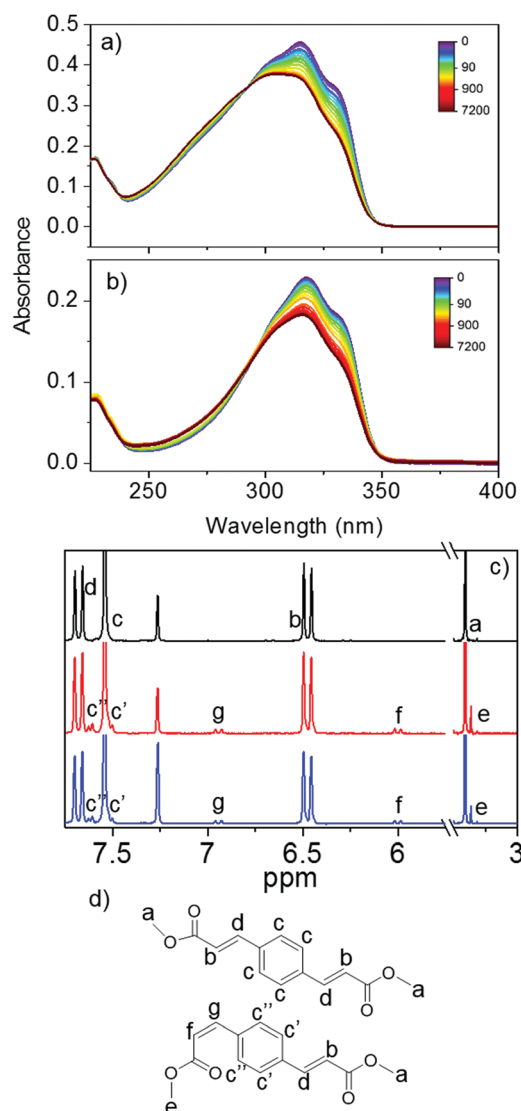 a)
0.5
0.4
0.3
0.2
0.1
0.0
0
90
900
7200
b)
0.2
0.1
0.0
0
90
900
7200
Absorbance
250 300 350 400
Wavelength (nm)
c)
d
c
b
a
c'' c'
g
f
e
c'' c'
g
f
e
7.5 7 6.5 6 3
ppm
d)
a
O
O
d
c
c
b
b
c
c
d
O
O
a
g
f
c''
c'
b
O
O
c''
c'
d
O
O
a
e